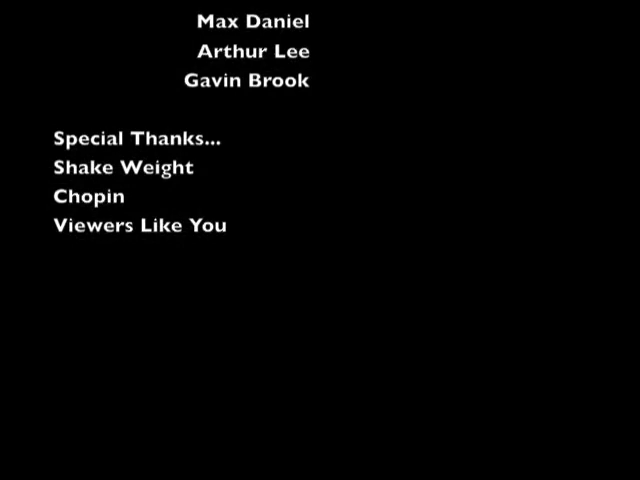 Max Daniel
Arthur Lee
Gavin Brook
Special Thanks...
Shake Weight
Chopin
Viewers Like You